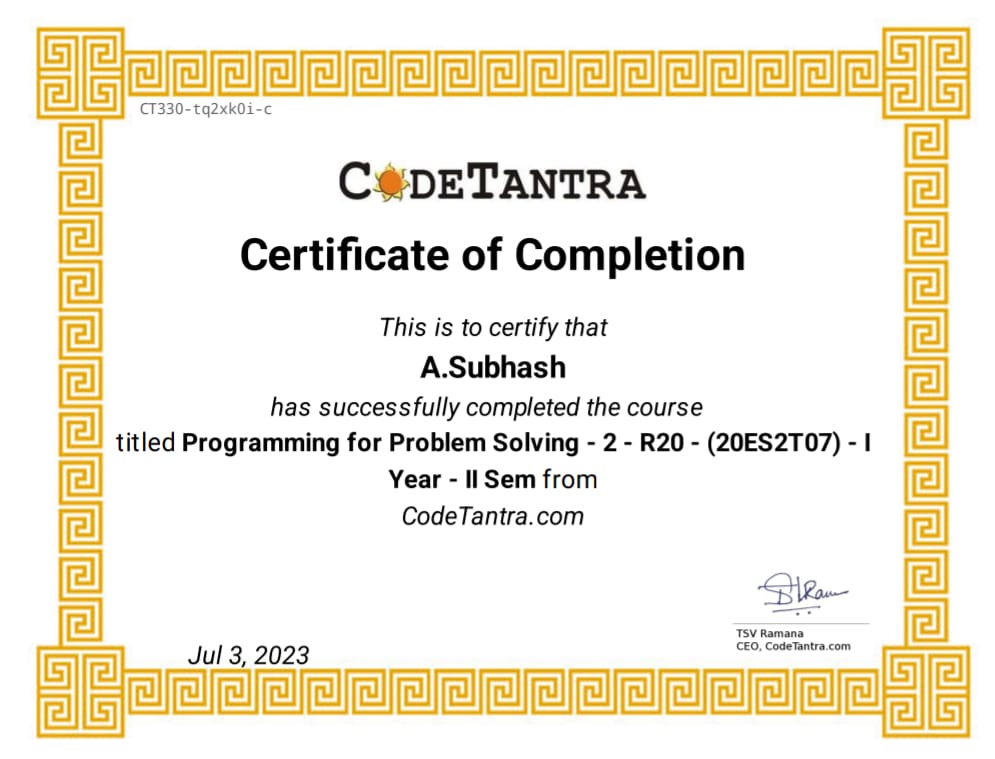 CT330-tq2xk0i-c
CODETANTRA
Certificate of Completion
This is to certify that
A.Subhash
has successfully completed the course
titled Programming for Problem Solving - 2 - R20 - (20ES2T07) - I
Year - II Sem from
CodeTantra.com
TSV Ramana
CEO, CodeTantra.com
Jul 3, 2023